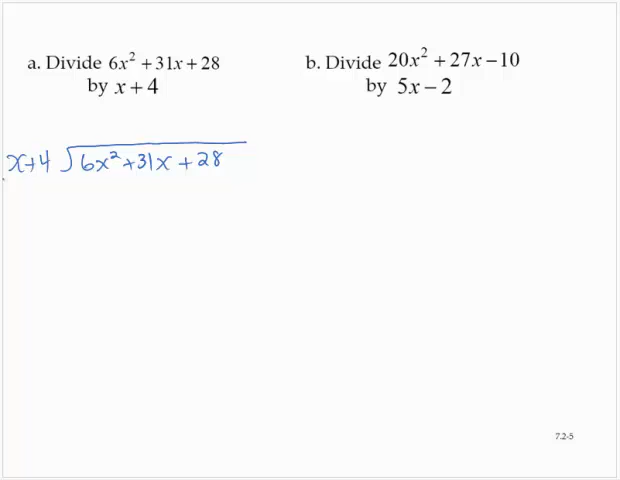 a. Divide 6x² + 31x + 28
by x + 4
b. Divide 20x² + 27x − 10
by 5x − 2
x+4 √6x² +31x + 28
7.2-5